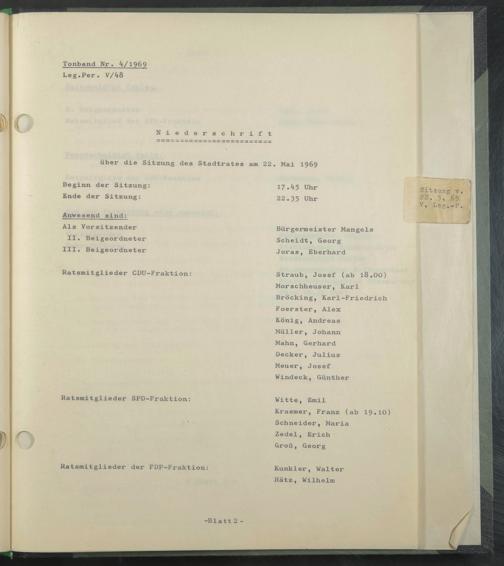 Tonband Nr. 4/1969
Leg.Per. V/48
Niederschrift
über die Sitzung des Stadtrates am 22. Mai 1969
Beginn der Sitzung: 17.45 Uhr
Ende der Sitzung: 22.35 Uhr
Anwesend sind:
Als Vorsitzender Bürgermeister Mangels
II. Beigeordneter Scheidt, Georg
III. Beigeordneter Joras, Eberhard
Ratsmitglieder CDU-Fraktion: Straub, Josef (ab 18.00)
Morschheuser, Karl
Bröcking, Karl-Friedrich
Foerster, Alex
König, Andreas
Müller, Johann
Mahn, Gerhard
Decker, Julius
Meuer, Josef
Windeck, Günther
Ratsmitglieder SPD-Fraktion: Witte, Emil
Kraemer, Franz (ab 19.10)
Schneider, Maria
Zedel, Erich
Groß, Georg
Ratsmitglieder der FDP-Fraktion: Kunkler, Walter
Hätz, Wilhelm
-Blatt 2-
Sitzung v.
22. 5. 69
V. Leg.-P.